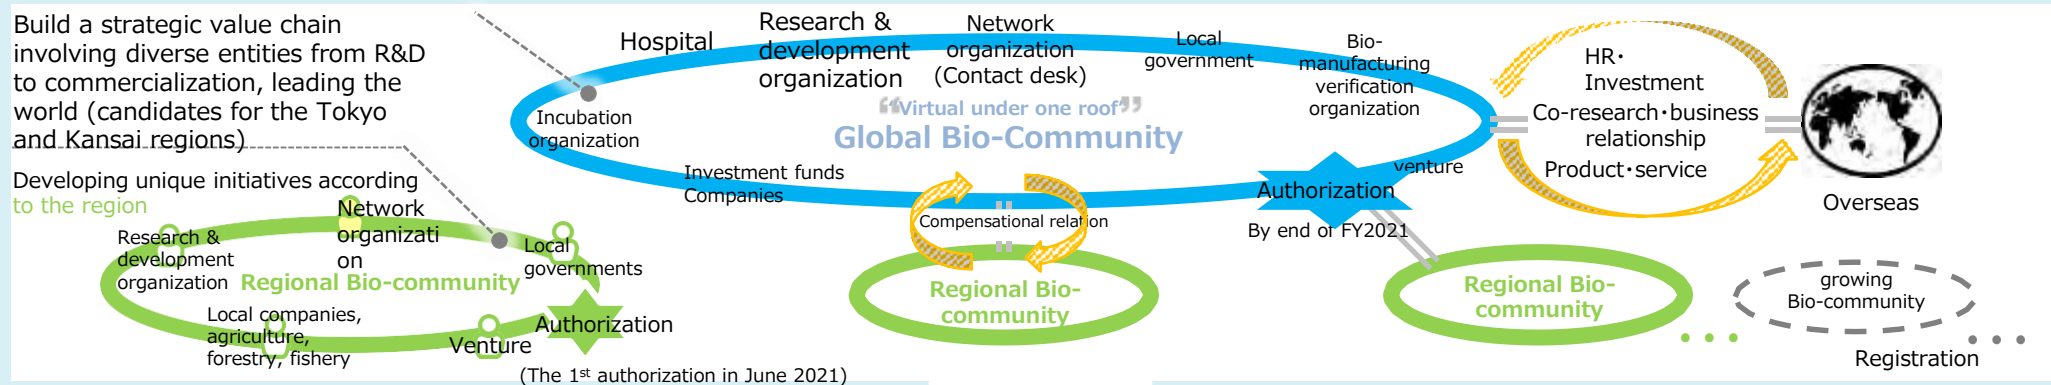 Build a strategic value chain
involving diverse entities from R&D
to commercialization, leading the
world (candidates for the Tokyo
and Kansai regions)
Developing unique initiatives according
to the region
Hospital
Research &
development
organization
Network
organization
(Contact desk)
Local
government
Bio-
manufacturing
verification
organization
Incubation
organization
“Virtual under one roof”
Global Bio-Community
Investment funds
Companies
venture
Authorization
By end of FY2021
HR・
Investment
Co-research・business
relationship
Product・service
Overseas
Compensational relation
Research &
development
organization
Network
organizati
on
Local
governments
Regional Bio-community
Local companies,
agriculture,
forestry, fishery
Venture
Authorization
(The 1st authorization in June 2021)
Regional Bio-
community
Regional Bio-
community
growing
Bio-community
Registration